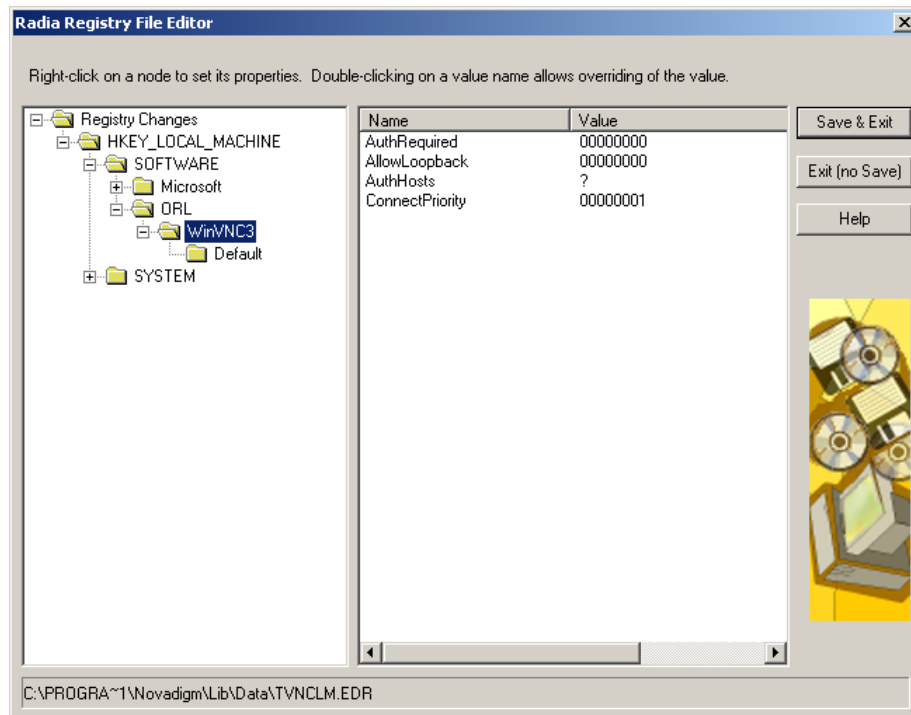 Radia Registry File Editor
Right-click on a node to set its properties. Double-clicking on a value name allows overriding of the value.
Registry Changes
HKEY_LOCAL_MACHINE
SOFTWARE
Microsoft
ORL
WinVNC3
Default
SYSTEM
Name Value
AuthRequired 00000000
AllowLoopback 00000000
AuthHosts ?
ConnectPriority 00000001
Save & Exit
Exit (no Save)
Help
C:\PROGRA~1\Novadigm\Lib\Data\TVNCLM.EDR